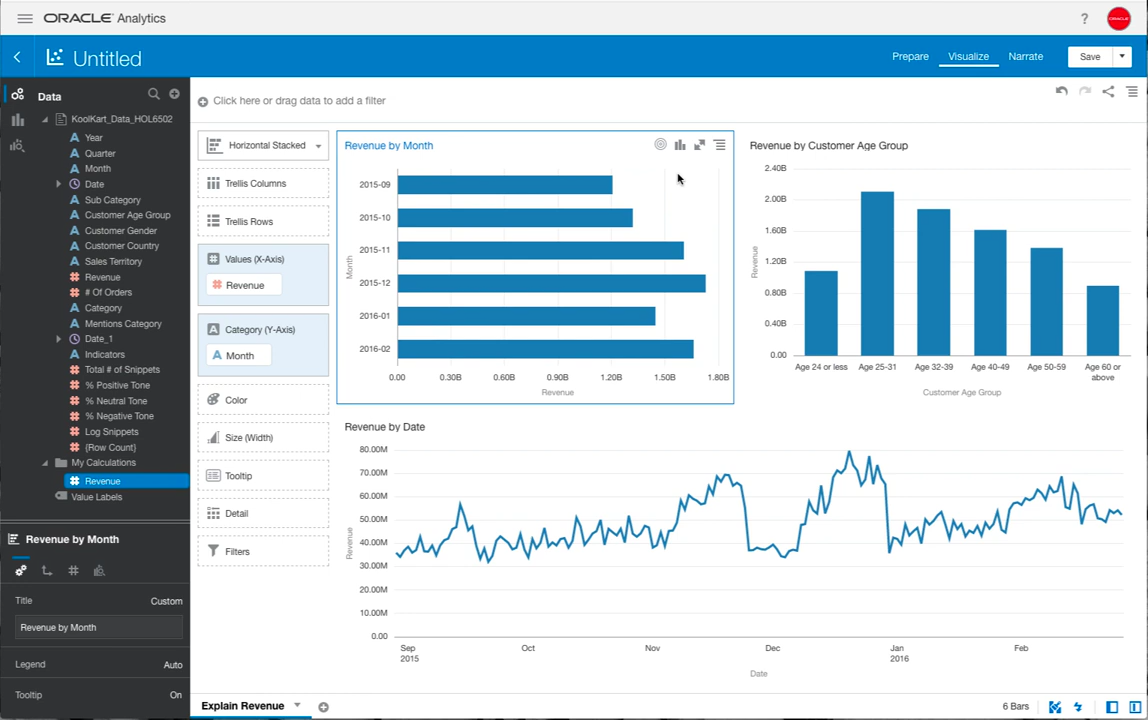 ORACLE Analytics
?
ORACLE
Untitled
Prepare
Visualize
Narrate
Save
Data
KoolKart_Data_HOL6502
A Year
A Quarter
A Month
Date
A Sub Category
A Customer Age Group
A Customer Gender
A Customer Country
A Sales Territory
# Revenue
# # Of Orders
A Category
A Mentions Category
Date_1
A Indicators
# Total # of Snippets
# % Positive Tone
# % Neutral Tone
# % Negative Tone
# Log Snippets
# (Row Count)
My Calculations
# Revenue
Value Labels
Revenue by Month
#
Title
Custom
Revenue by Month
Legend
Auto
Tooltip
On
Click here or drag data to add a filter
Horizontal Stacked
Trellis Columns
Trellis Rows
# Values (X-Axis)
# Revenue
A Category (Y-Axis)
A Month
Color
Size (Width)
Tooltip
Detail
Filters
Revenue by Month
Month
2015-09
2015-10
2015-11
2015-12
2016-01
2016-02
0.00
0.30B
0.60B
0.90B
1.20B
1.50B
1.80B
Revenue
Revenue by Customer Age Group
Revenue
2.40B
2.00B
1.60B
1.20B
0.80B
0.40B
0.00
Age 24 or less
Age 25-31
Age 32-39
Age 40-49
Age 50-59
Age 60 or
above
Customer Age Group
Revenue by Date
Revenue
80.00M
70.00M
60.00M
50.00M
40.00M
30.00M
20.00M
10.00M
0.00
Sep
2015
Oct
Nov
Dec
Jan
2016
Feb
Date
Explain Revenue
6 Bars